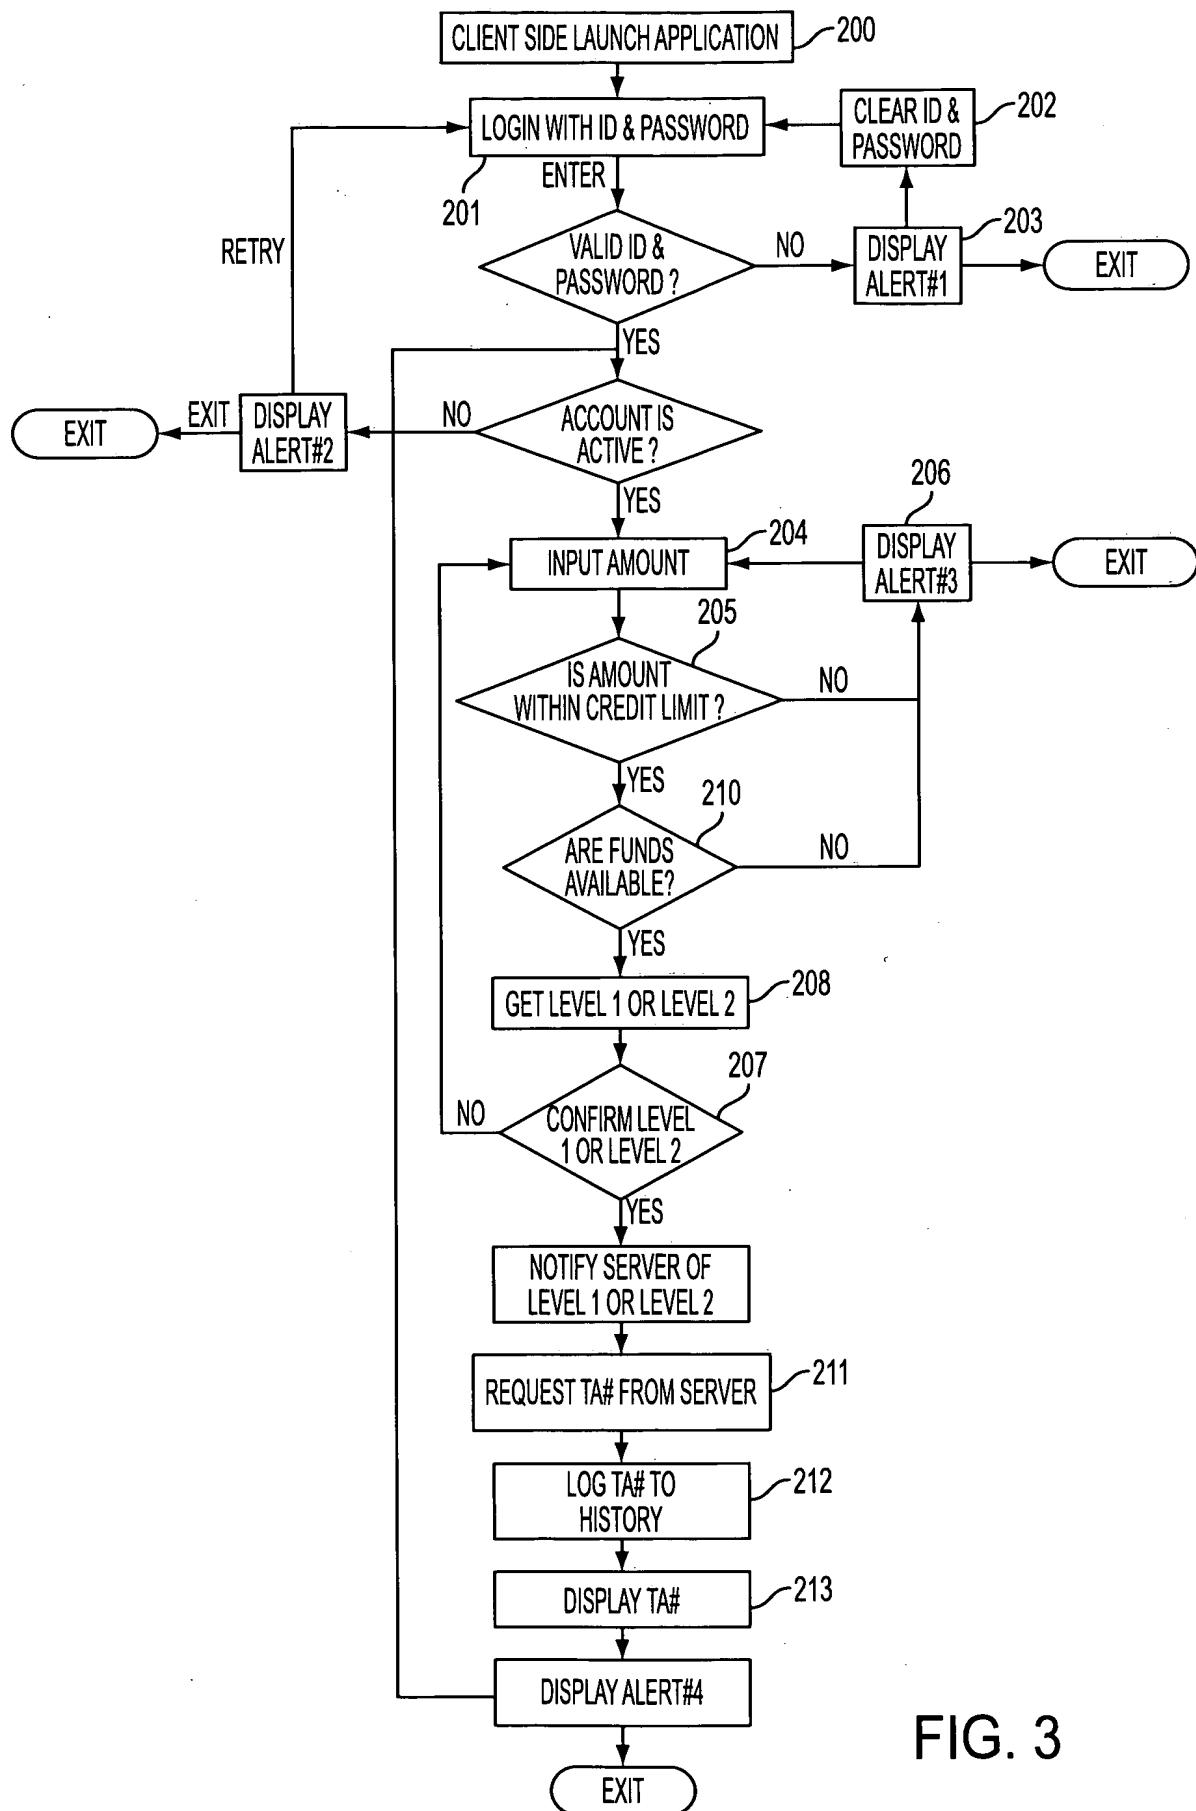 CLIENT SIDE LAUNCH APPLICATION
200
LOGIN WITH ID & PASSWORD
201
CLEAR ID &
PASSWORD
202
ENTER
RETRY
VALID ID &
PASSWORD ?
NO
DISPLAY
ALERT#1
203
EXIT
YES
EXIT
EXIT
DISPLAY
ALERT#2
NO
ACCOUNT IS
ACTIVE ?
YES
206
INPUT AMOUNT
204
DISPLAY
ALERT#3
EXIT
205
IS AMOUNT
WITHIN CREDIT LIMIT ?
NO
YES
210
ARE FUNDS
AVAILABLE?
NO
YES
GET LEVEL 1 OR LEVEL 2
208
207
NO
CONFIRM LEVEL
1 OR LEVEL 2
YES
NOTIFY SERVER OF
LEVEL 1 OR LEVEL 2
REQUEST TA# FROM SERVER
211
LOG TA# TO
HISTORY
212
DISPLAY TA#
213
DISPLAY ALERT#4
EXIT
FIG. 3